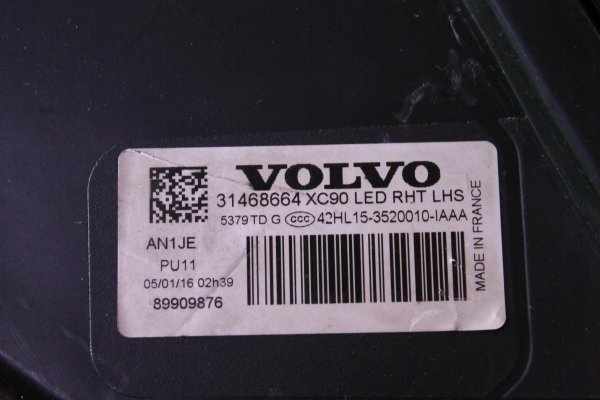 VOLVO
31468664 XC90 LED RHT LHS
5379 TD G CCC 42HL15-3520010-IAAA
AN1JE
PU11
05/01/16 02h39
89909876
MADE IN FRANCE